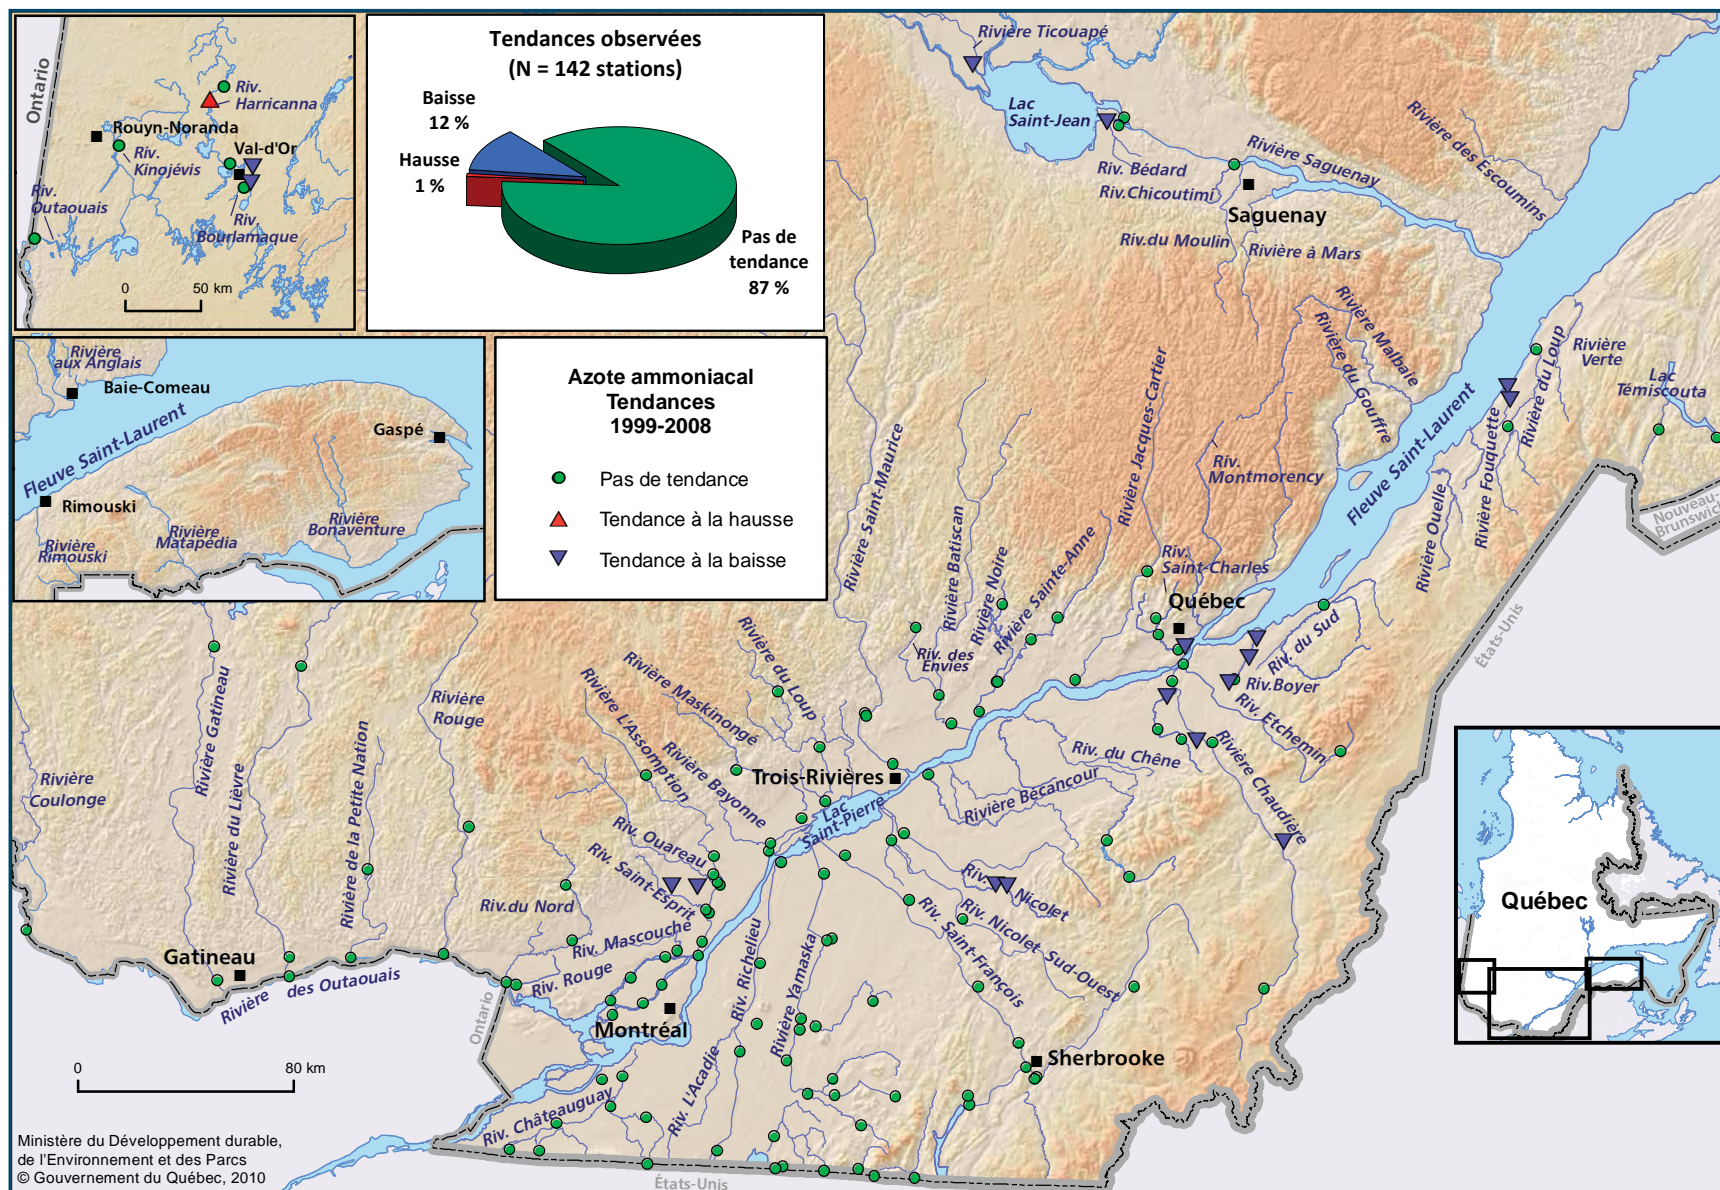 Ontario
Riv.
Harricanna
Rouyn-Noranda
Val-d'Or
Riv.
Kinojévis
Riv.
Outaouais
Riv.
Bourlamaque
0 50 km
Tendances observées
(N = 142 stations)
Baisse
12 %
Hausse
1 %
Pas de
tendance
87 %
Rivière
aux Anglais
Baie-Comeau
Fleuve Saint-Laurent
Gaspé
Rimouski
Rivière
Rimouski
Rivière
Matapédia
Rivière
Bonaventure
Azote ammoniacal
Tendances
1999-2008
Pas de tendance
Tendance à la hausse
Tendance à la baisse
Rivière Ticouapé
Lac
Saint-Jean
Riv. Bédard
Riv.Chicoutimi
Rivière Saguenay
Saguenay
Riv.du Moulin
Rivière à Mars
Rivière des Escoumins
Rivière Malbaie
Rivière du Gouffre
Rivière du Loup
Rivière
Verte
Lac
Témiscouata
Fleuve Saint-Laurent
Rivière Fouquette
Rivière Ouelle
Nouveau-
Brunswick
États-Unis
Rivière Saint-Maurice
Rivière Jacques-Cartier
Riv.
Montmorency
Rivière Batiscan
Rivière Noire
Rivière Sainte-Anne
Riv. des
Envies
Riv.
Saint-Charles
Québec
Riv. du Sud
Riv.Boyer
Riv. Etchemin
Rivière Chaudière
Riv. du Chêne
Rivière Bécancour
Rivière du Loup
Rivière Maskinongé
Rivière L'Assomption
Rivière Bayonne
Trois-Rivières
Lac
Saint-Pierre
Riv. Ouareau
Riv. Saint-Esprit
Rivière
Rouge
Rivière Gatineau
Rivière du Lièvre
Rivière de la Petite Nation
Rivière
Coulonge
Riv.du Nord
Riv. Mascouche
Riv. Rouge
Gatineau
Rivière des Outaouais
Ontario
Montréal
Riv. Richelieu
Rivière Yamaska
Riv. L'Acadie
Riv. Châteauguay
Riv. Nicolet
Riv. Nicolet Sud-Ouest
Riv. Saint-François
Sherbrooke
États-Unis
0 80 km
Québec
Ministère du Développement durable,
de l'Environnement et des Parcs
© Gouvernement du Québec, 2010